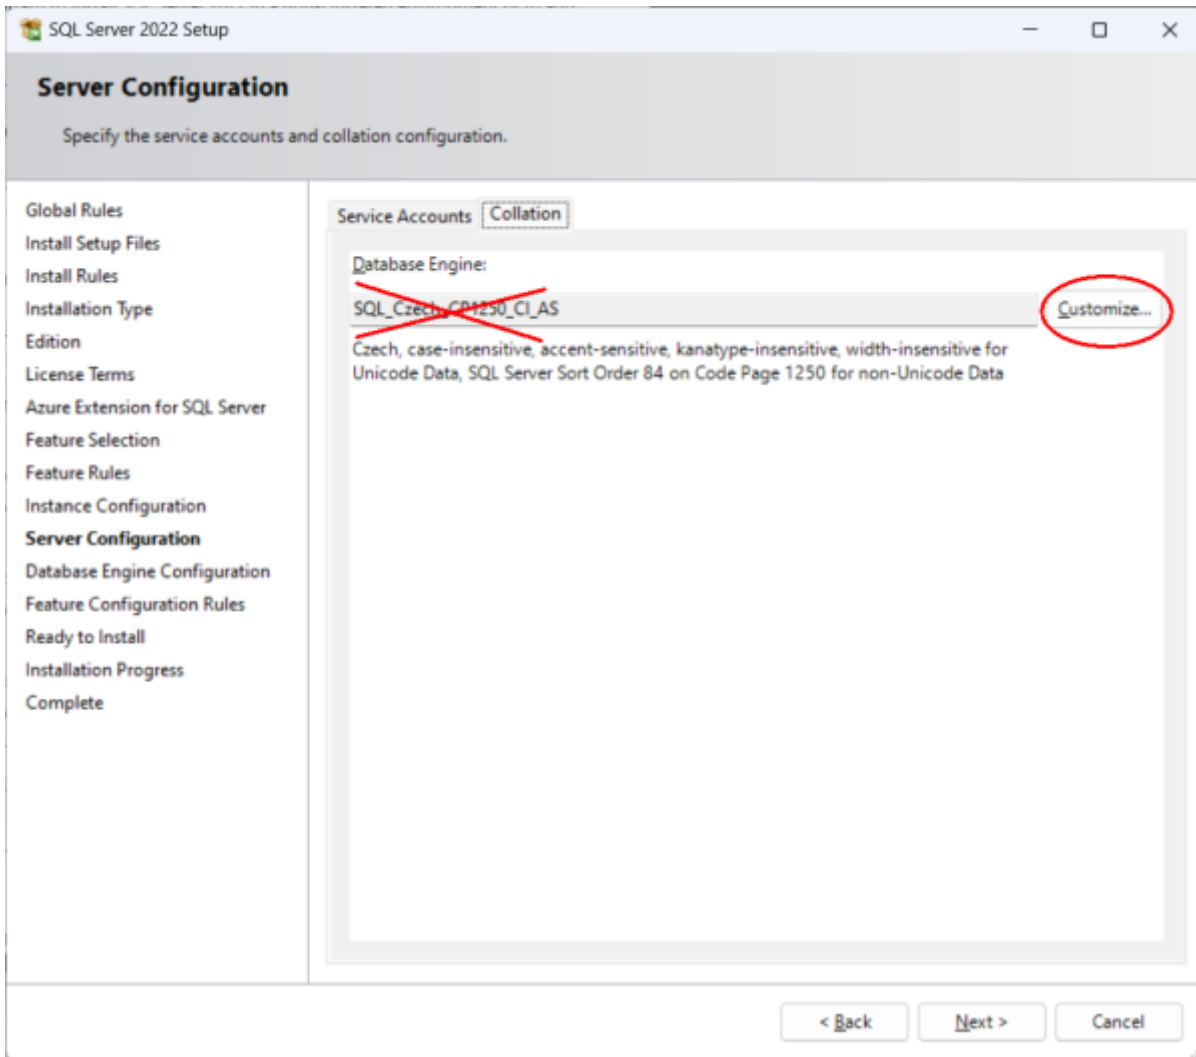 SQL Server 2022 Setup
Server Configuration
Specify the service accounts and collation configuration.
Global Rules
Install Setup Files
Install Rules
Installation Type
Edition
License Terms
Azure Extension for SQL Server
Feature Selection
Feature Rules
Instance Configuration
Server Configuration
Database Engine Configuration
Feature Configuration Rules
Ready to Install
Installation Progress
Complete
Service Accounts Collation
Database Engine:
SQL_Czech_CP1250_CI_AS
Customize...
Czech, case-insensitive, accent-sensitive, kanatype-insensitive, width-insensitive for
Unicode Data, SQL Server Sort Order 84 on Code Page 1250 for non-Unicode Data
< Back Next > Cancel